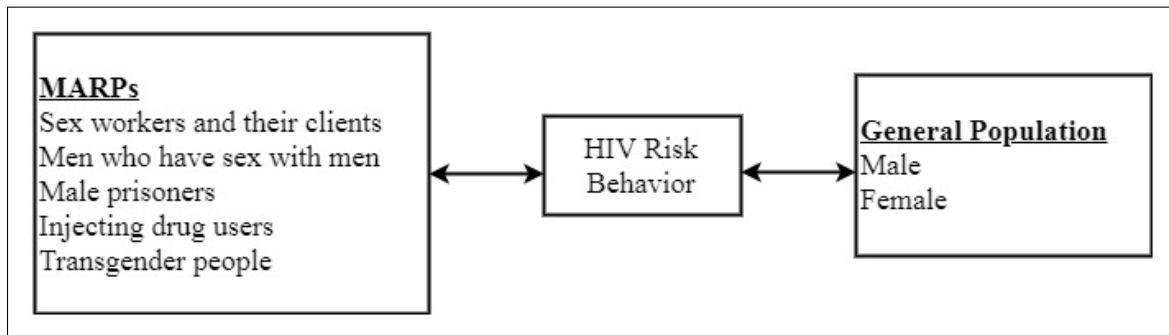 MARPs
Sex workers and their clients
Men who have sex with men
Male prisoners
Injecting drug users
Transgender people
HIV Risk
Behavior
General Population
Male
Female